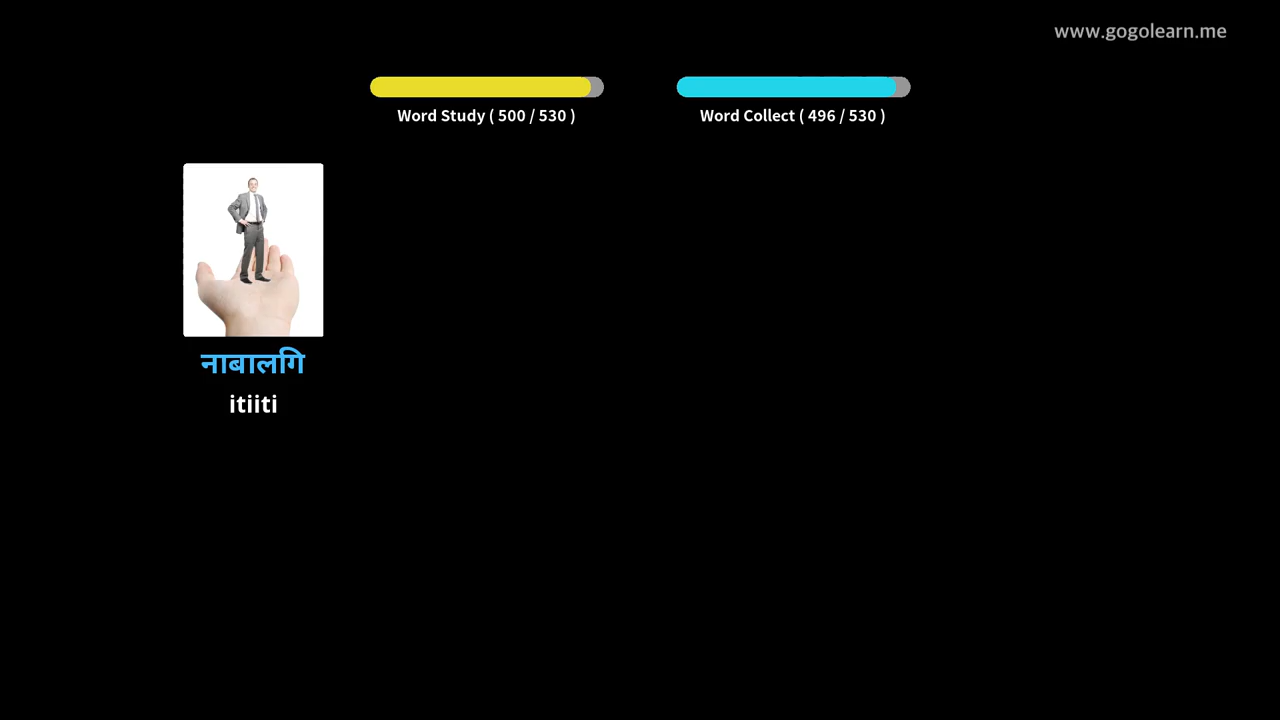 www.gogolearn.me
Word Study ( 500 / 530 )
Word Collect ( 496 / 530 )
नाबालगि
itiiti